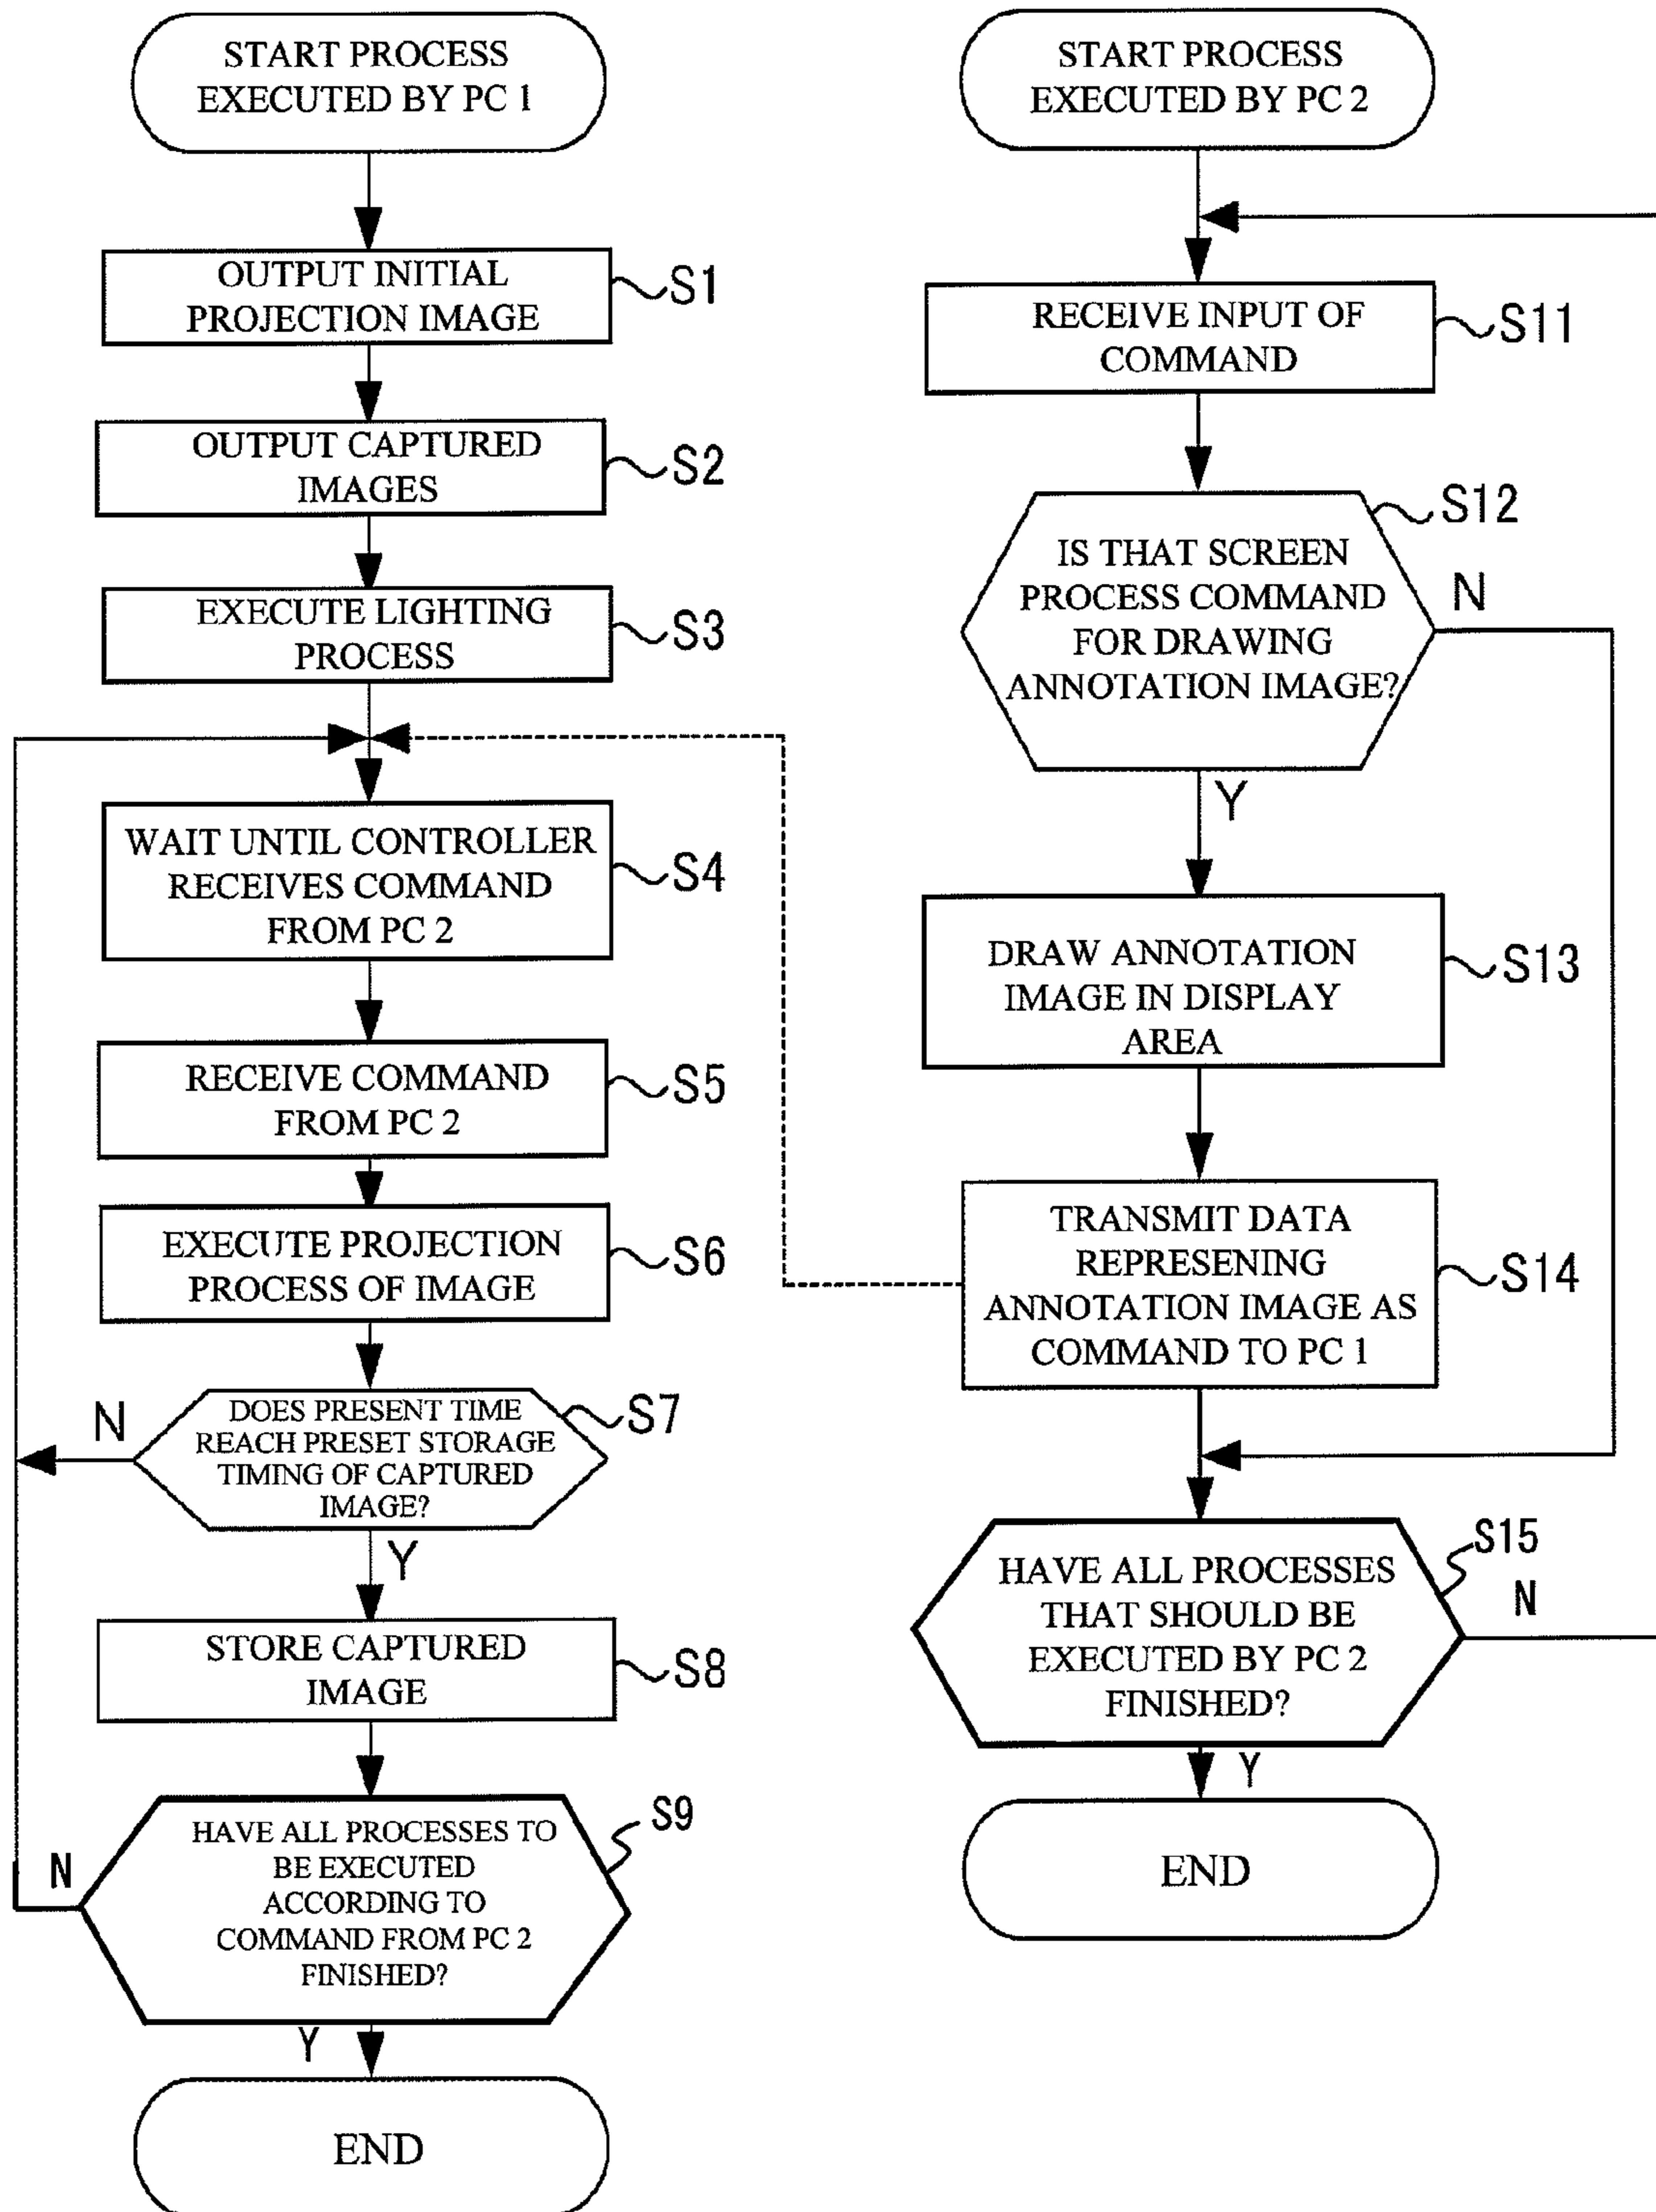 START PROCESS
EXECUTED BY PC 1
OUTPUT INITIAL
PROJECTION IMAGE
S1
OUTPUT CAPTURED
IMAGES
S2
EXECUTE LIGHTING
PROCESS
S3
WAIT UNTIL CONTROLLER
RECEIVES COMMAND
FROM PC 2
S4
RECEIVE COMMAND
FROM PC 2
S5
EXECUTE PROJECTION
PROCESS OF IMAGE
S6
DOES PRESENT TIME
REACH PRESET STORAGE
TIMING OF CAPTURED
IMAGE?
S7
N
Y
STORE CAPTURED
IMAGE
S8
HAVE ALL PROCESSES TO
BE EXECUTED
ACCORDING TO
COMMAND FROM PC 2
FINISHED?
S9
N
Y
END
START PROCESS
EXECUTED BY PC 2
RECEIVE INPUT OF
COMMAND
S11
IS THAT SCREEN
PROCESS COMMAND
FOR DRAWING
ANNOTATION IMAGE?
S12
N
Y
DRAW ANNOTATION
IMAGE IN DISPLAY
AREA
S13
TRANSMIT DATA
REPRESENING
ANNOTATION IMAGE AS
COMMAND TO PC 1
S14
HAVE ALL PROCESSES
THAT SHOULD BE
EXECUTED BY PC 2
FINISHED?
S15
N
Y
END